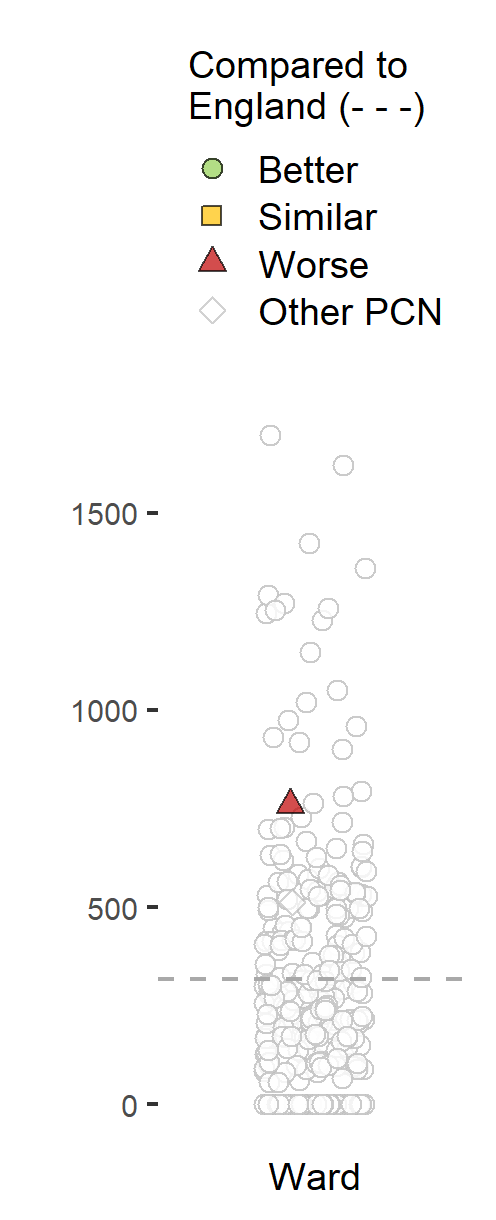 Compared to
England (- - -)
Better
Similar
Worse
Other PCN
1500
1000
500
0
Ward